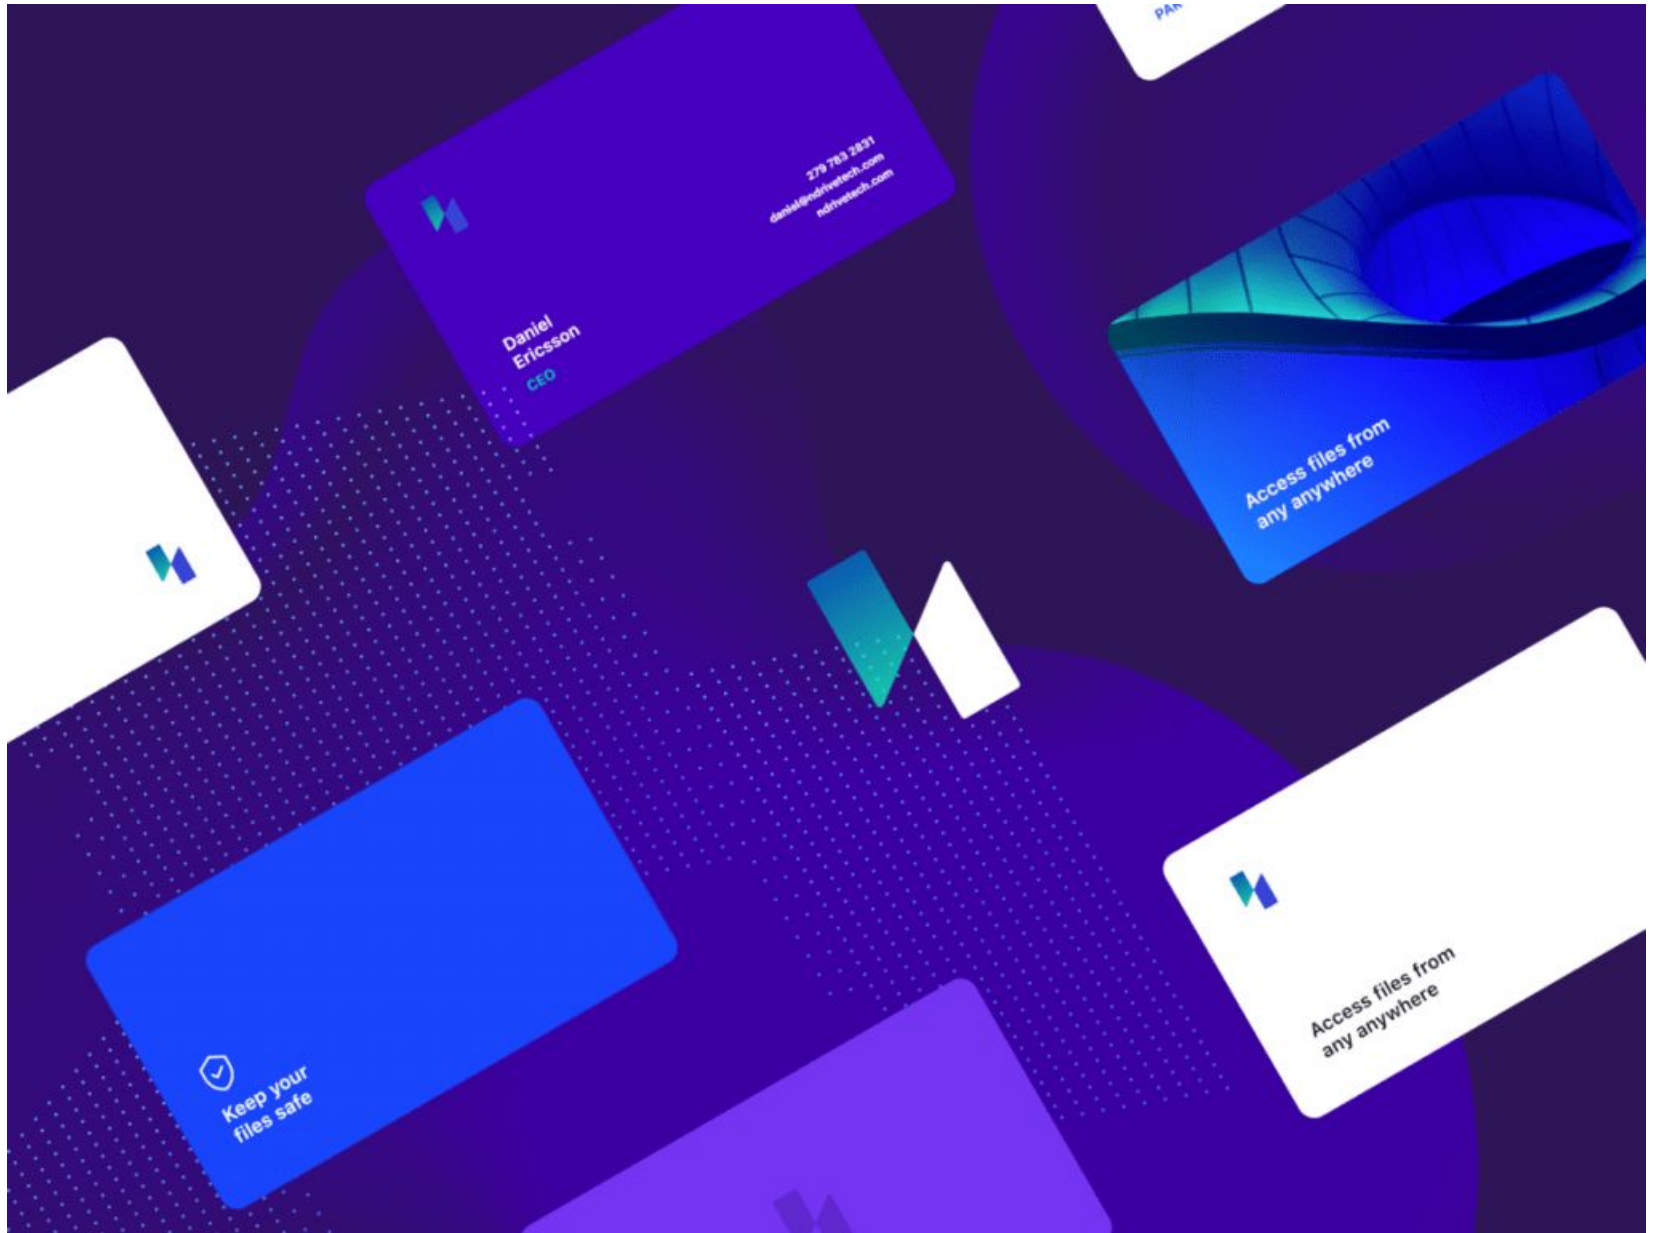 PAR
279 783 2831
daniel@ndrivetech.com
ndrivetech.com
Daniel
Ericsson
CEO
Access files from
any anywhere
Access files from
any anywhere
Keep your
files safe